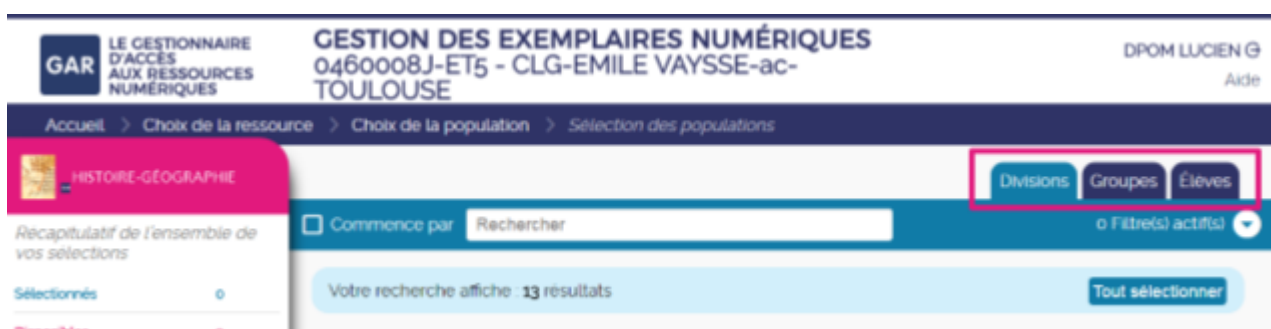 GAR
LE GESTIONNAIRE
D'ACCÈS
AUX RESSOURCES
NUMÉRIQUES
GESTION DES EXEMPLAIRES NUMÉRIQUES
0460008J-ET5 - CLG-EMILE VAYSSE-ac-
TOULOUSE
DPOM LUCIEN
Aide
Accueil > Choix de la ressource > Choix de la population > Sélection des populations
HISTOIRE-GÉOGRAPHIE
Divisions Groupes Élèves
Récapitulatif de l'ensemble de
vos sélections
Commence par Rechercher 0 Filtre(s) actif(s)
Sélectionnés 0
Votre recherche affiche : 13 résultats Tout sélectionner